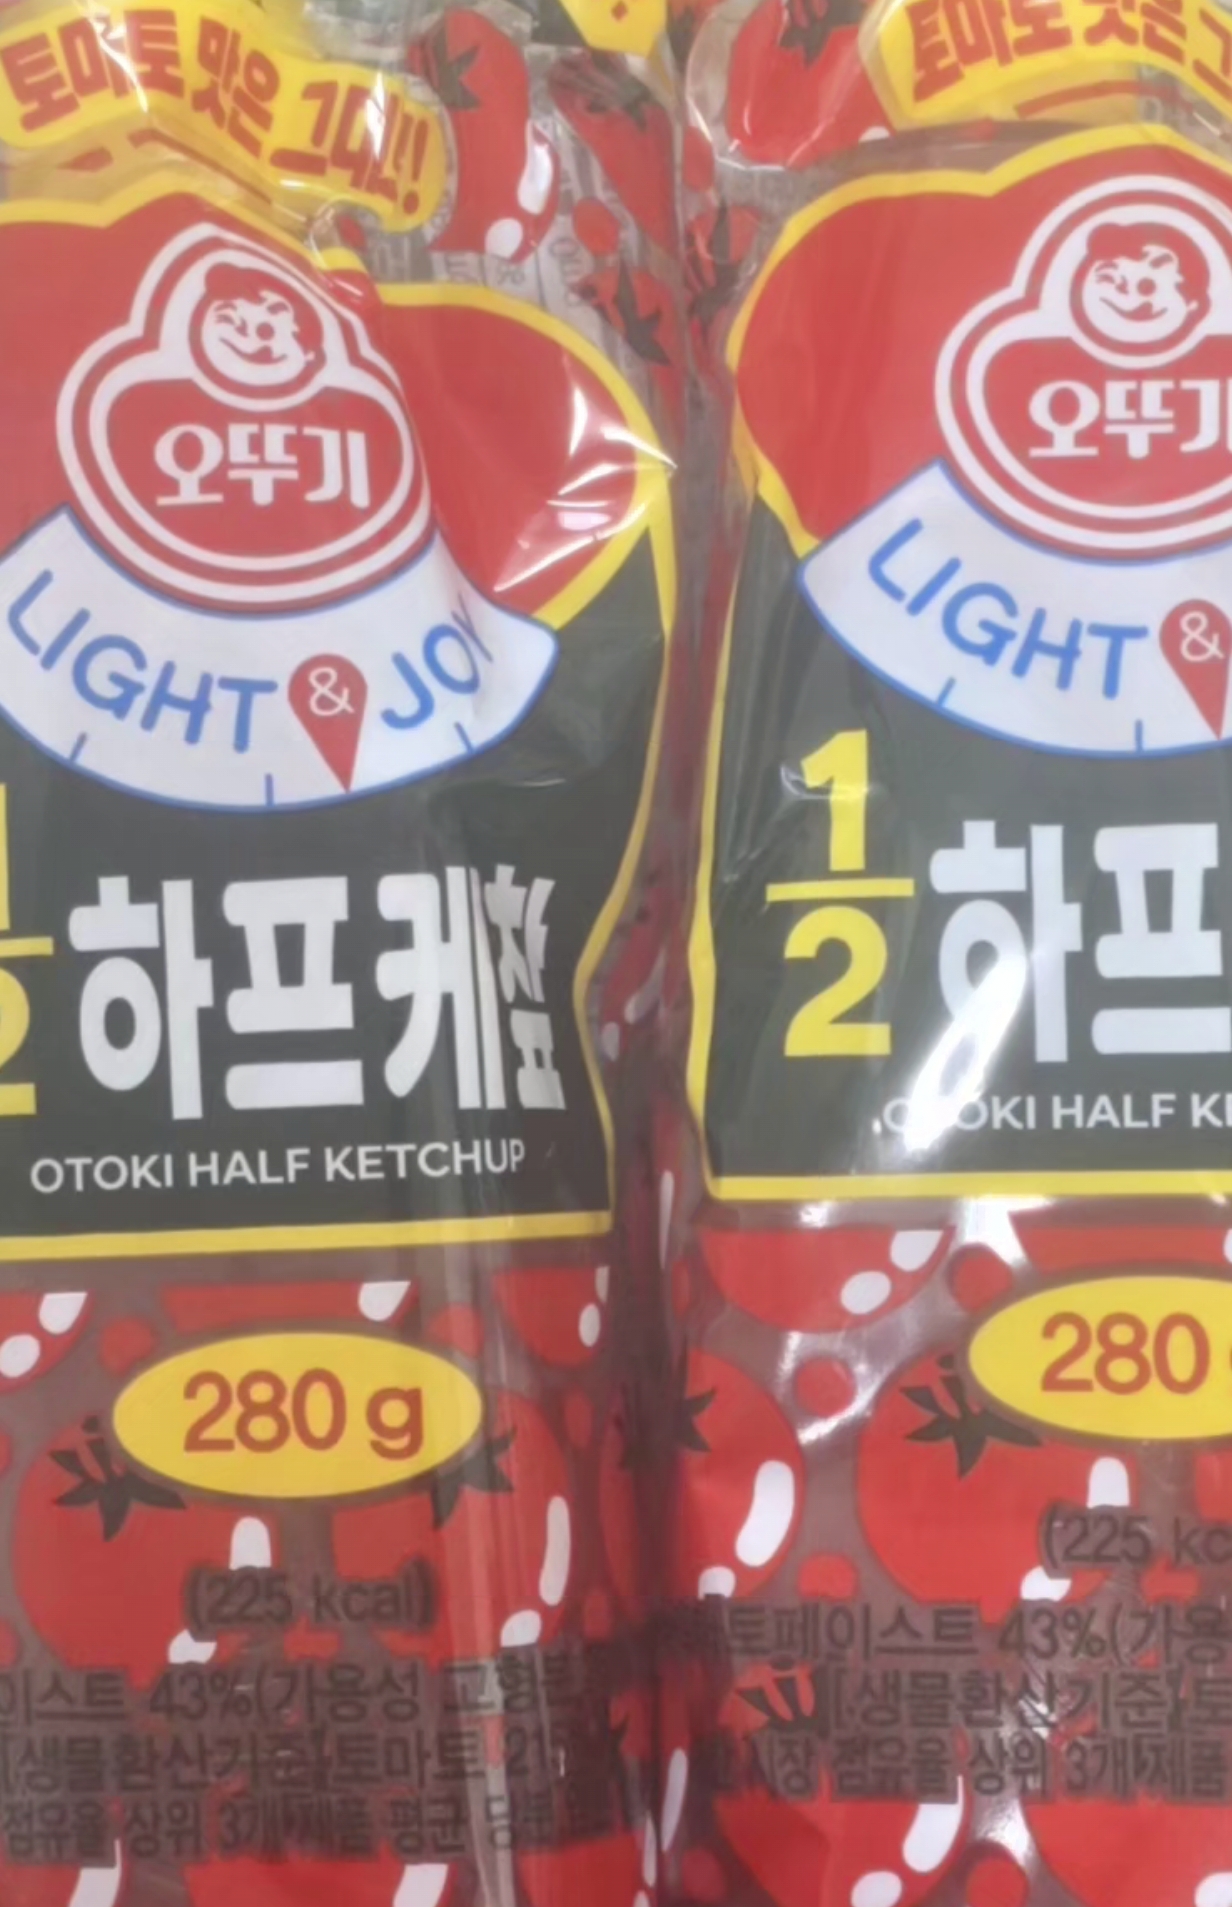 토마토 맛은 그대로!
오뚜기
LIGHT & JOY
1/2 하프케챂
OTOKI HALF KETCHUP
280 g
(225 kcal)
이스트 43%(가용성 고형분
생물환산기준)토마토
점유율 상위 3개 제품 평균 당
토마토 맛은 그
오뚜기
LIGHT &
1/2 하프
OTOKI HALF KE
280
(225 kc
토페이스트 43%(가용
생물환산기준)토
시장 점유율 상위 3개 제품